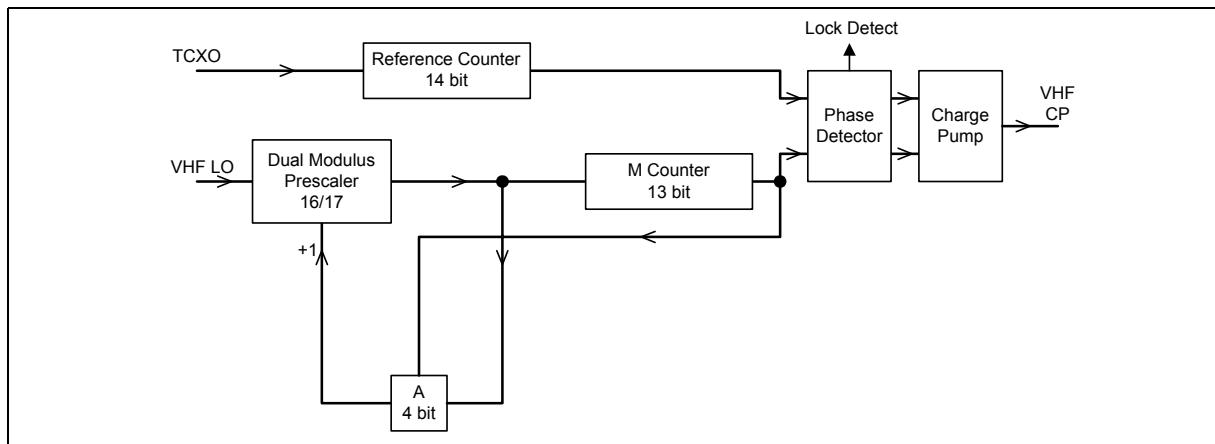 Lock Detect
TCXO
Reference Counter
14 bit
VHF
CP
Phase
Detector
Charge
Pump
VHF LO
Dual Modulus
Prescaler
16/17
M Counter
13 bit
+1
A
4 bit